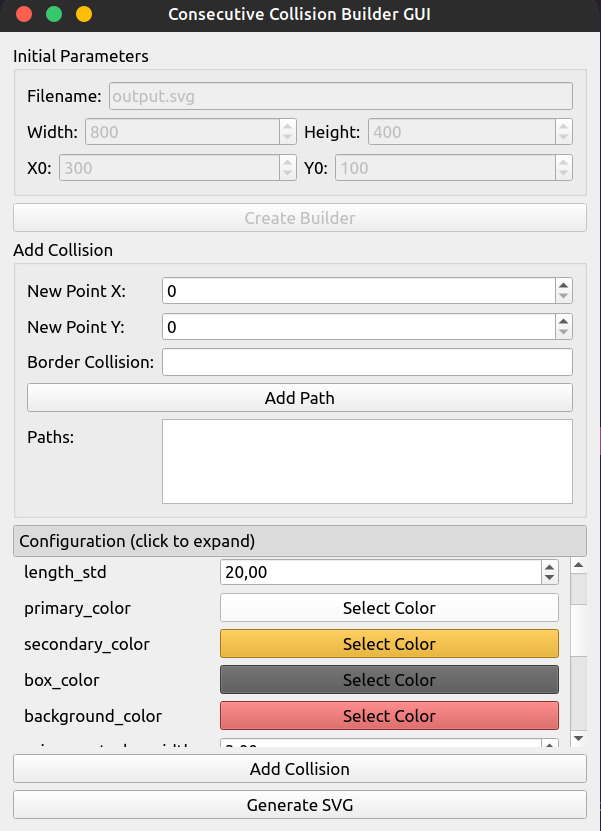 Consecutive Collision Builder GUI
Initial Parameters
Filename: output.svg
Width: 800 Height: 400
X0: 300 Y0: 100
Create Builder
Add Collision
New Point X: 0
New Point Y: 0
Border Collision:
Add Path
Paths:
Configuration (click to expand)
length_std 20,00
primary_color Select Color
secondary_color Select Color
box_color Select Color
background_color Select Color
Add Collision
Generate SVG